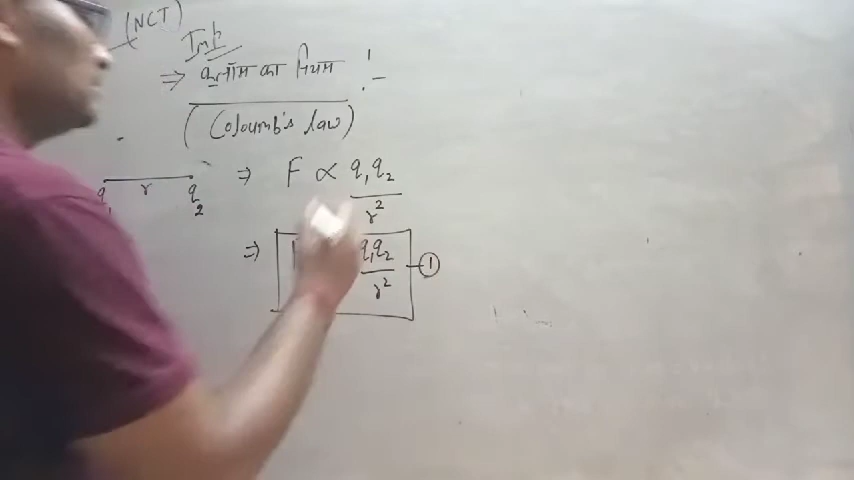 (NCT)
Imp
⇒ कूलॉम का नियम :-
(Coloumb's law)
q₁ r q₂ ⇒ F ∝ q₁q₂/r²
⇒ q₁q₂/r² - ①